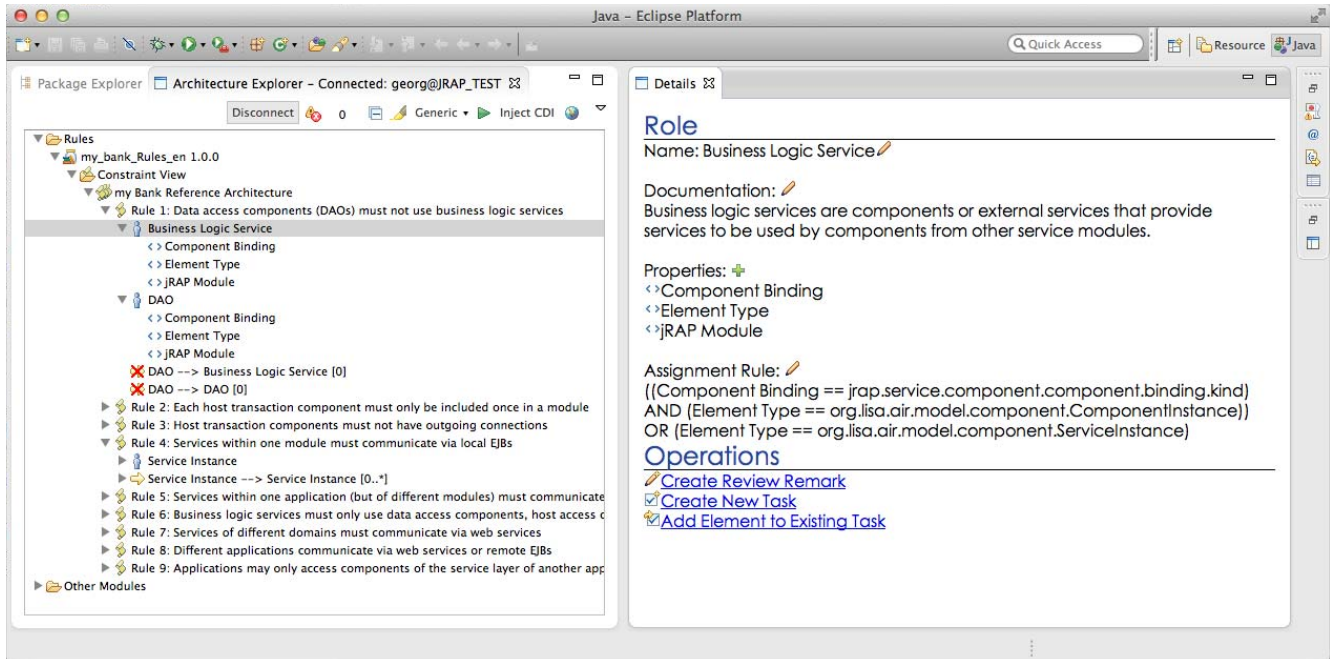 Java – Eclipse Platform
Quick Access
Resource
Java
Package Explorer
Architecture Explorer – Connected: georg@JRAP_TEST
Disconnect
0
Generic
Inject CDI
Rules
my_bank_Rules_en 1.0.0
Constraint View
my Bank Reference Architecture
Rule 1: Data access components (DAOs) must not use business logic services
Business Logic Service
Component Binding
Element Type
jRAP Module
DAO
Component Binding
Element Type
jRAP Module
DAO --> Business Logic Service [0]
DAO --> DAO [0]
Rule 2: Each host transaction component must only be included once in a module
Rule 3: Host transaction components must not have outgoing connections
Rule 4: Services within one module must communicate via local EJBs
Service Instance
Service Instance --> Service Instance [0..*]
Rule 5: Services within one application (but of different modules) must communicate
Rule 6: Business logic services must only use data access components, host access c
Rule 7: Services of different domains must communicate via web services
Rule 8: Different applications communicate via web services or remote EJBs
Rule 9: Applications may only access components of the service layer of another app
Other Modules
Details
Role
Name: Business Logic Service
Documentation:
Business logic services are components or external services that provide
services to be used by components from other service modules.
Properties:
Component Binding
Element Type
jRAP Module
Assignment Rule:
((Component Binding == jrap.service.component.component.binding.kind)
AND (Element Type == org.lisa.air.model.component.ComponentInstance))
OR (Element Type == org.lisa.air.model.component.ServiceInstance)
Operations
Create Review Remark
Create New Task
Add Element to Existing Task